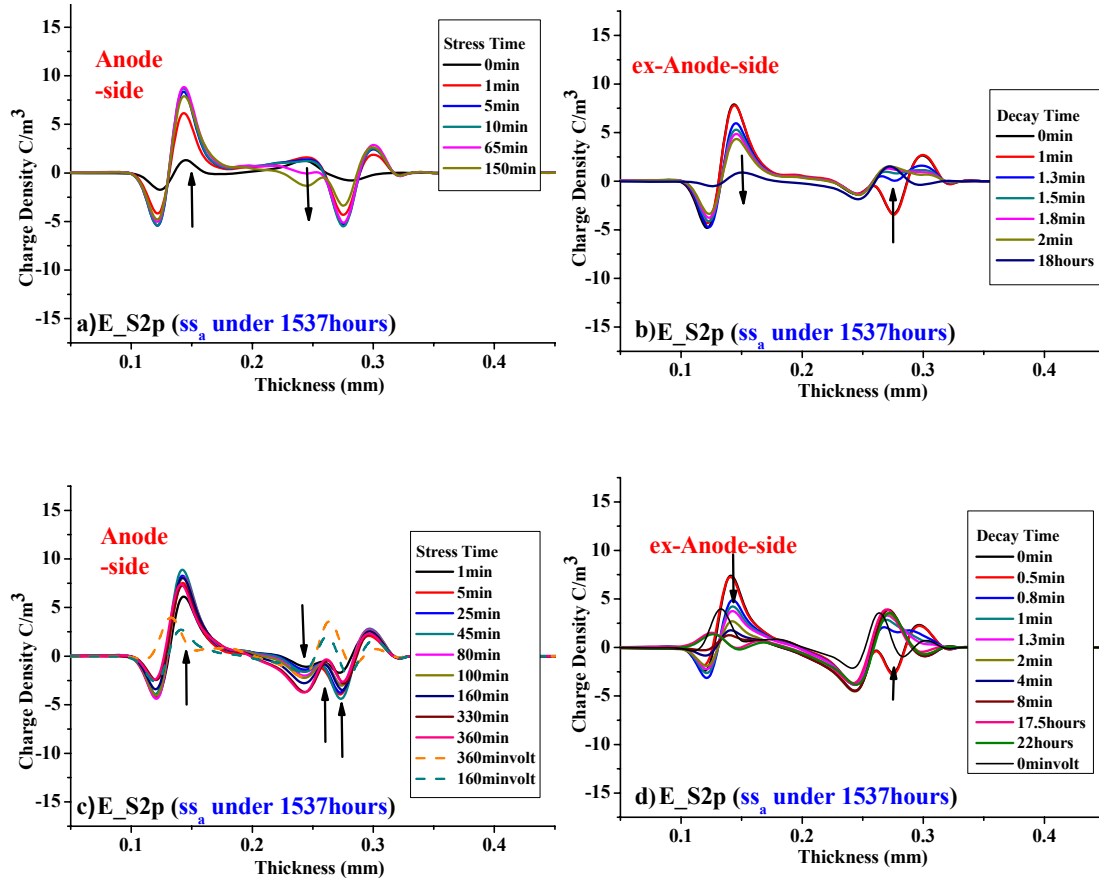 15
10
5
0
-5
-10
-15
Charge Density C/m³
Anode
-side
Stress Time
0min
1min
5min
10min
65min
150min
a)E_S2p (ssₐ under 1537hours)
0.1
0.2
0.3
0.4
Thickness (mm)
15
10
5
0
-5
-10
-15
Charge Density C/m³
ex-Anode-side
Decay Time
0min
1min
1.3min
1.5min
1.8min
2min
18hours
b)E_S2p (ssₐ under 1537hours)
0.1
0.2
0.3
0.4
Thickness (mm)
15
10
5
0
-5
-10
-15
Charge Density C/m³
Anode
-side
Stress Time
1min
5min
25min
45min
80min
100min
160min
330min
360min
360minvolt
160minvolt
c)E_S2p (ssₐ under 1537hours)
0.1
0.2
0.3
0.4
Thickness (mm)
15
10
5
0
-5
-10
-15
Charge Density C/m³
ex-Anode-side
Decay Time
0min
0.5min
0.8min
1min
1.3min
2min
4min
8min
17.5hours
22hours
0minvolt
d)E_S2p (ssₐ under 1537hours)
0.1
0.2
0.3
0.4
Thickness (mm)